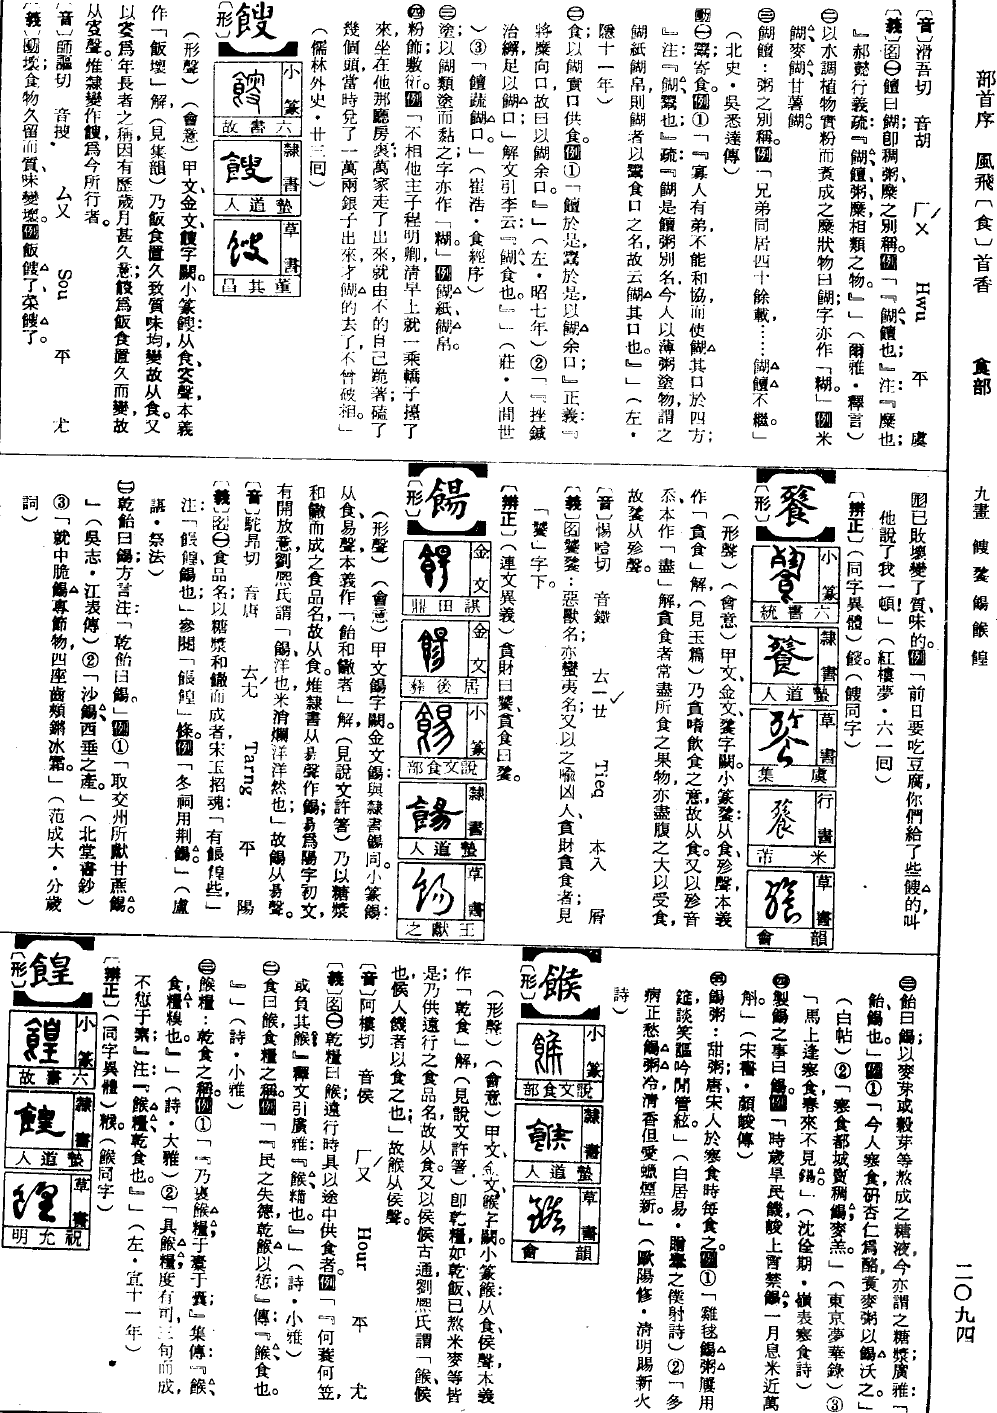 部首序 風飛〔食〕首香 食部 九畫 餿餮餳餱餭 二〇九四
〔音〕滑吾切 音胡 ㄏㄨˊ Hwu 平 虞
〔義〕名㊀饘曰餬卽稠粥糜之別稱。例「『餬、饘也；』注：『糜也；
』郝懿行義疏：『餬饘粥糜相類之物。』」（爾雅・釋言）
㊁以水調植物實粉而煑成之糜狀物曰餬；字亦作「糊。」例米
餬；麥餬；甘薯餬。
㊂餬饘：粥之別稱。例「兄弟同居四十餘載，……餬饘不繼。」
（北史・吳悉達傳）
動㊀寄食。例①「『寡人有弟，不能和協，而使餬其口於四方；
』注：『餬，鬻也；』疏：『餬是饘粥別名，今人以薄粥塗物，謂之
餬紙餬帛，則餬者以鬻食口之名，故云餬其口也。』」（左・
隱十一年）
㊁食以餬；實口；供食。例①「饘於是，鬻於是，以餬余口。』正義：『
將糜向口，故曰以餬余口。』」（左・昭七年）②「『挫鍼
治繲，足以餬口；』解文引李云：『餬，食也。』」（莊・人間世
）③「饘蔬餬口。」（崔浩・食經序）
㊂塗；以餬類塗而黏之；字亦作「糊。」例餬紙、餬帛。
㊃粉飾；敷衍。例「不相他主子程明卿，淸早上就一乘轎子擡了
來，坐在他那廳房裏，萬家走了出來，就由不的自己跪著，磕了
幾個頭，當時兌了一萬兩銀子出來，才餬的去了，不曾破相。」
（儒林外史・廿三回）
餿
〔形〕
小篆 六書故
隸書 蟄道人
草書 董其昌
（形聲）（會意）甲文、金文餿字闕。小篆餿：从食，叜聲，本義
作「飯壞」解（見集韻）乃飯食置久致質味均變，故从食。又
以叜爲年長者之稱，因有歷歲月甚久意，餿爲飯食置久而變，故
从叜聲。惟隸變作餿，爲今所行者。
〔音〕師謳切 音搜 ㄙㄡ Sou 平 尤
〔義〕動壞；食物久留而質味變壞。例飯餿了；菜餿了。
形已敗壞變了質、味的。例「前日要吃豆腐，你們給了些餿的，叫
他說了我一頓！」（紅樓夢・六一回）
〔辨正〕（同字異體）餕。（餿同字）
餮
〔形〕
小篆 六書統
隸書 蟄道人
草書 虞集
行書 米芾
草書 韻會
（形聲）（會意）甲文、金文餮字闕。小篆餮：从食，殄聲，本義
作「貪食」解（見玉篇）乃貪嗜飲食之意，故从食。又以殄音
忝，本作「盡」解，貪食者常盡所食之果物亦盡腹之大以受食，
故餮从殄聲。
〔音〕惕噎切 音鐵 ㄊㄧㄝˇ Tieq 本入 屑
〔義〕名饕餮：惡獸名；亦蠻夷名；又以之喩凶人、貪財貪食者；見
「饕」字下。
〔辨正〕（連文異義）貪財曰饕，貪食曰餮。
餳
〔形〕
金文 諆田鼎
金文 居後彝
小篆 說文食部
隸書 蟄道人
草書 王獻之
（形聲）（會意）甲文餳字闕。金文餳：與隸書餳同。小篆餳：
从食，昜聲，本義作「飴和饊者」解，（見說文許箸）乃以糖漿
和饊而成之食品名，故从食。惟隸書从昜聲作餳；昜爲陽字初文，
有開放意，劉熙氏謂「餳，洋也，米消爛洋洋然也」故餳从昜聲。
〔音〕駝昂切 音唐 ㄊㄤˊ Tarng 平 陽
〔義〕名㊀食品名；以糖漿和饊而成者；宋玉招魂：「有餦餭些」
注：「餦餭，餳也」；參閱「餦餭」條。例「冬祠用荆餳。」（盧
諶・祭法）
㊁乾飴曰餳；方言注：「乾飴曰餳。」例①「取交州所獻甘蔗餳。
」（吳志・江表傳）②「沙餳，西垂之產。」（北堂書鈔）
③「就中脆餳專節物，四座齒頰鏘冰霜。」（范成大・分歲
詞）
㊂飴曰餳；以麥芽或穀芽等熬成之糖液，今亦謂之糖漿；廣雅：「
飴，餳也。」例①「今人寒食研杏仁爲酪，煑麥粥，以餳沃之。」
（白帖）②「寒食都城賣稠餳麥羔。」（東京夢華錄）③
「馬上逢寒食，春來不見餳。」（沈佺期・嶺表寒食詩）
㊃製餳之事曰餳。例「時歲旱民饑，峻上言禁餳一月，息米近萬
斛。」（宋書・顏峻傳）
㊄餳粥：甜粥；唐宋人於寒食時每食之。例①「雞毬餳粥屢用
筵，談笑謳吟間管絃。」（白居易・贈舉之僕射詩）②「多
病正愁餳粥冷，淸香但愛蠟煙新。」（歐陽修・淸明賜新火
詩）
餱
〔形〕
小篆 說文食部
隸書 蟄道人
草書 韻會
（形聲）（會意）甲文、金文餱字闕。小篆餱：从食，侯聲，本義
作「乾食」解，（見說文許箸）卽乾糧，如乾飯已熬米麥等皆
是，乃供遠行之食品名，故从食。又以侯候古通，劉熙氏謂「餱，候
也，候人饑者以食之也」故餱从侯聲。
〔音〕阿樓切 音侯 ㄏㄡˊ Hour 平 尤
〔義〕名㊀乾糧曰餱；遠行時具以途中供食者。例「『何蓑何笠，
或負其餱』；釋文引廣雅：『餱，糒也。』」（詩・小雅）
㊁食曰餱；食糧之稱。例「『民之失德，乾餱以愆』；傳：『餱，食也。
』」（詩・小雅）
㊂餱糧：乾食之稱。例①「『乃裹餱糧，于橐于囊』；集傳：『餱，
食；糧，糗也。』」（詩・大雅）②「『具餱糧，度有司，三旬而成，
不愆于素；』注：『餱糧，乾食也。』」（左・宣十一年）
〔辨正〕（同字異體）糇。（餱同字）
餭
〔形〕
小篆 六書故
隸書 蟄道人
草書 祝允明